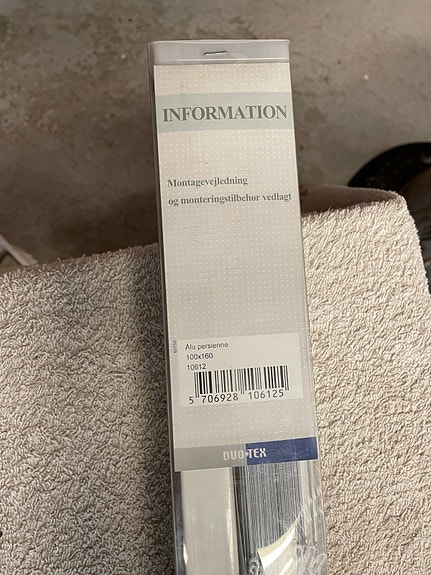 INFORMATION
Montagevejledning
og monteringstilbehør vedlagt
Alu persienne
100x160
10612
5 706928 106125
DUO-TEX